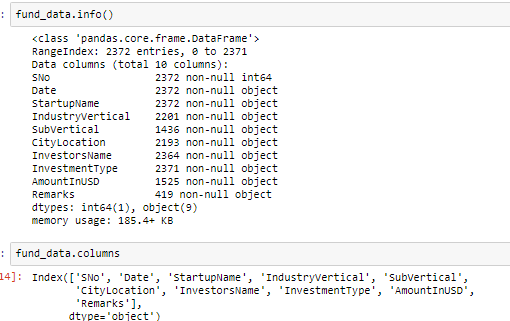 : fund_data.info()
<class 'pandas.core.frame.DataFrame'>
RangeIndex: 2372 entries, 0 to 2371
Data columns (total 10 columns):
SNo 2372 non-null int64
Date 2372 non-null object
StartupName 2372 non-null object
IndustryVertical 2201 non-null object
SubVertical 1436 non-null object
CityLocation 2193 non-null object
InvestorsName 2364 non-null object
InvestmentType 2371 non-null object
AmountInUSD 1525 non-null object
Remarks 419 non-null object
dtypes: int64(1), object(9)
memory usage: 185.4+ KB
: fund_data.columns
14]: Index(['SNo', 'Date', 'StartupName', 'IndustryVertical', 'SubVertical',
'CityLocation', 'InvestorsName', 'InvestmentType', 'AmountInUSD',
'Remarks'],
dtype='object')